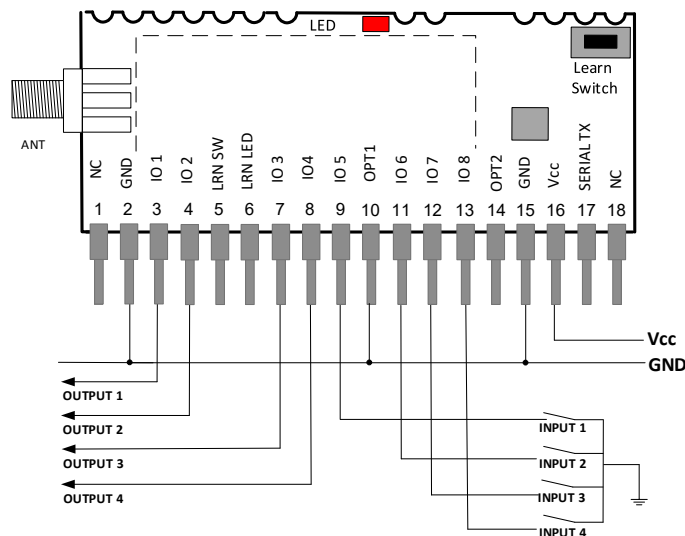 LED
Learn
Switch
ANT
NC
GND
IO 1
IO 2
LRN SW
LRN LED
IO 3
IO4
IO 5
OPT1
IO 6
IO 7
IO 8
OPT2
GND
Vcc
SERIAL TX
NC
1 2 3 4 5 6 7 8 9 10 11 12 13 14 15 16 17 18
Vcc
GND
OUTPUT 1
OUTPUT 2
OUTPUT 3
OUTPUT 4
INPUT 1
INPUT 2
INPUT 3
INPUT 4